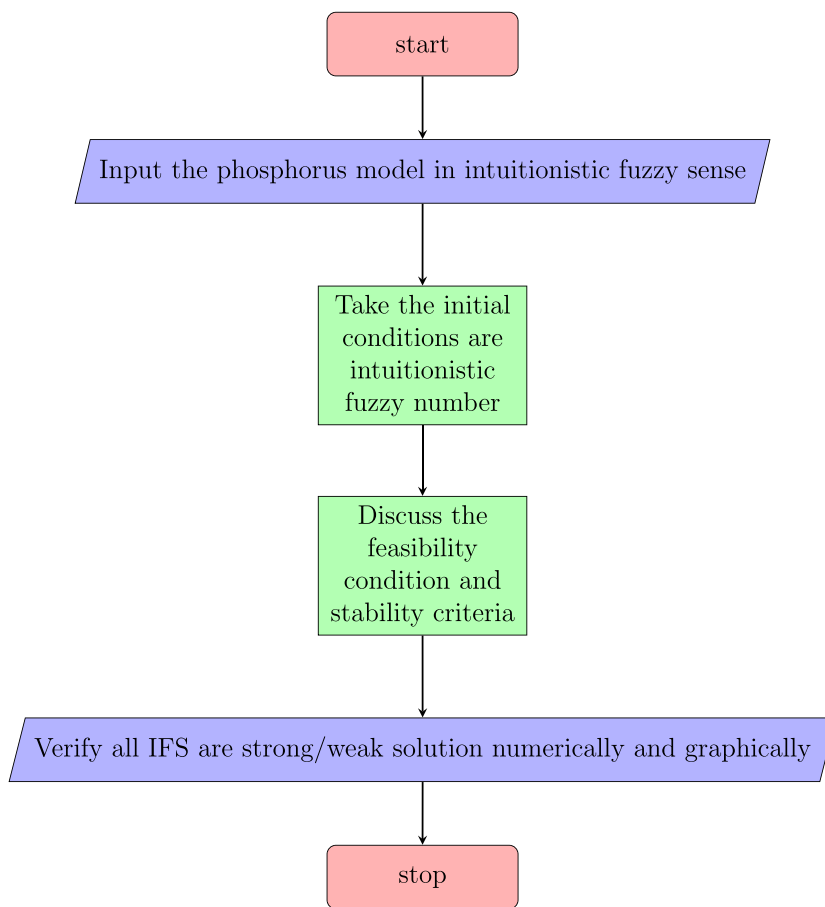 start
Input the phosphorus model in intuitionistic fuzzy sense
Take the initial
conditions are
intuitionistic
fuzzy number
Discuss the
feasibility
condition and
stability criteria
Verify all IFS are strong/weak solution numerically and graphically
stop